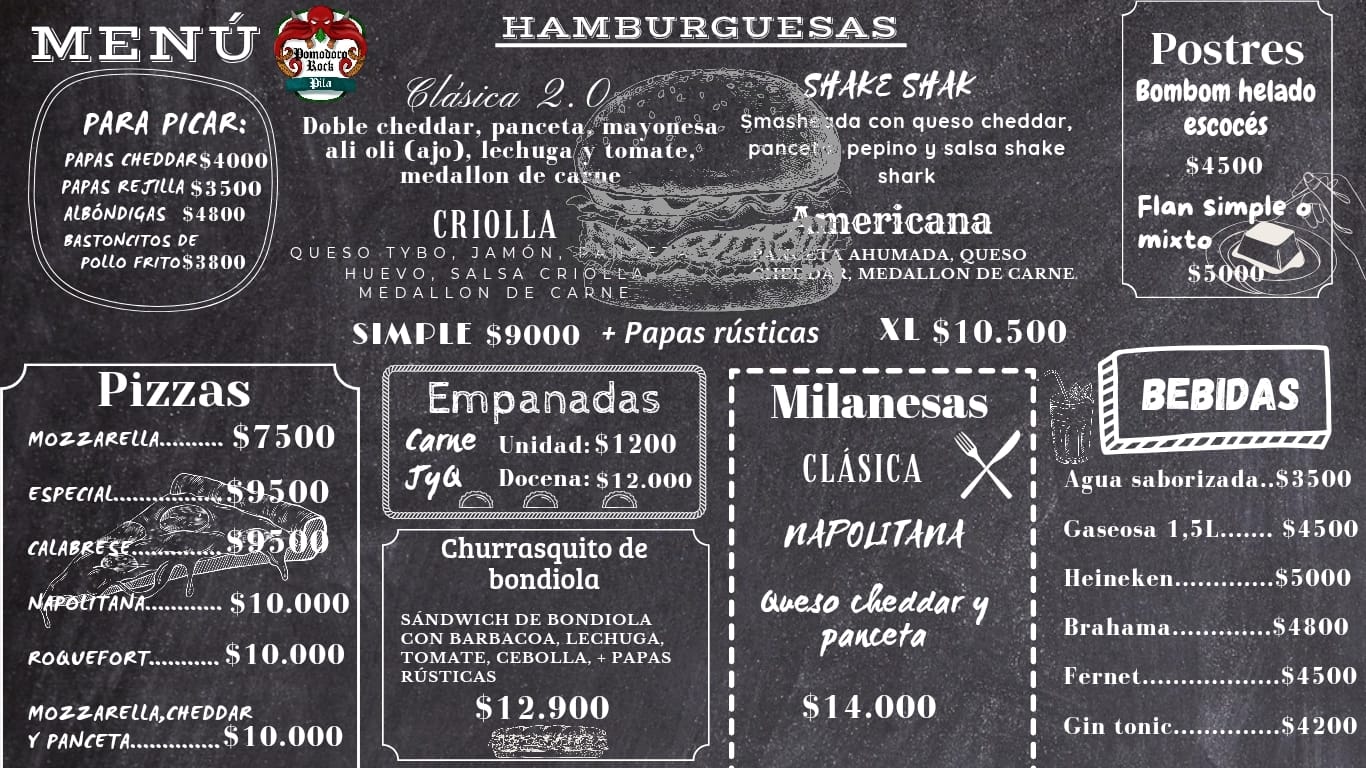 MENÚ
Pomodoro
Rock
Pila
PARA PICAR:
PAPAS CHEDDAR $4000
PAPAS REJILLA $3500
ALBÓNDIGAS $4800
BASTONCITOS DE
POLLO FRITO $3800
HAMBURGUESAS
Clásica 2.0
Doble cheddar, panceta, mayonesa
ali oli (ajo), lechuga y tomate,
medallon de carne
SHAKE SHAK
Smasheada con queso cheddar,
panceta, pepino y salsa shake
shark
CRIOLLA
QUESO TYBO, JAMÓN, PANCETA,
HUEVO, SALSA CRIOLLA
MEDALLON DE CARNE
Americana
PANCETA AHUMADA, QUESO
CHEDDAR, MEDALLON DE CARNE.
SIMPLE $9000 + Papas rústicas XL $10.500
Postres
Bombom helado
escocés
$4500
Flan simple o
mixto
$5000
Pizzas
MOZZARELLA.......... $7500
ESPECIAL.................$9500
CALABRESE.............. $9500
NAPOLITANA............ $10.000
ROQUEFORT........... $10.000
MOZZARELLA,CHEDDAR
Y PANCETA..............$10.000
Empanadas
Carne Unidad: $1200
JyQ Docena: $12.000
Churrasquito de
bondiola
SÁNDWICH DE BONDIOLA
CON BARBACOA, LECHUGA,
TOMATE, CEBOLLA, + PAPAS
RÚSTICAS
$12.900
Milanesas
CLÁSICA
NAPOLITANA
Queso cheddar y
panceta
$14.000
BEBIDAS
Agua saborizada..$3500
Gaseosa 1,5L....... $4500
Heineken.............$5000
Brahama.............$4800
Fernet..................$4500
Gin tonic..............$4200